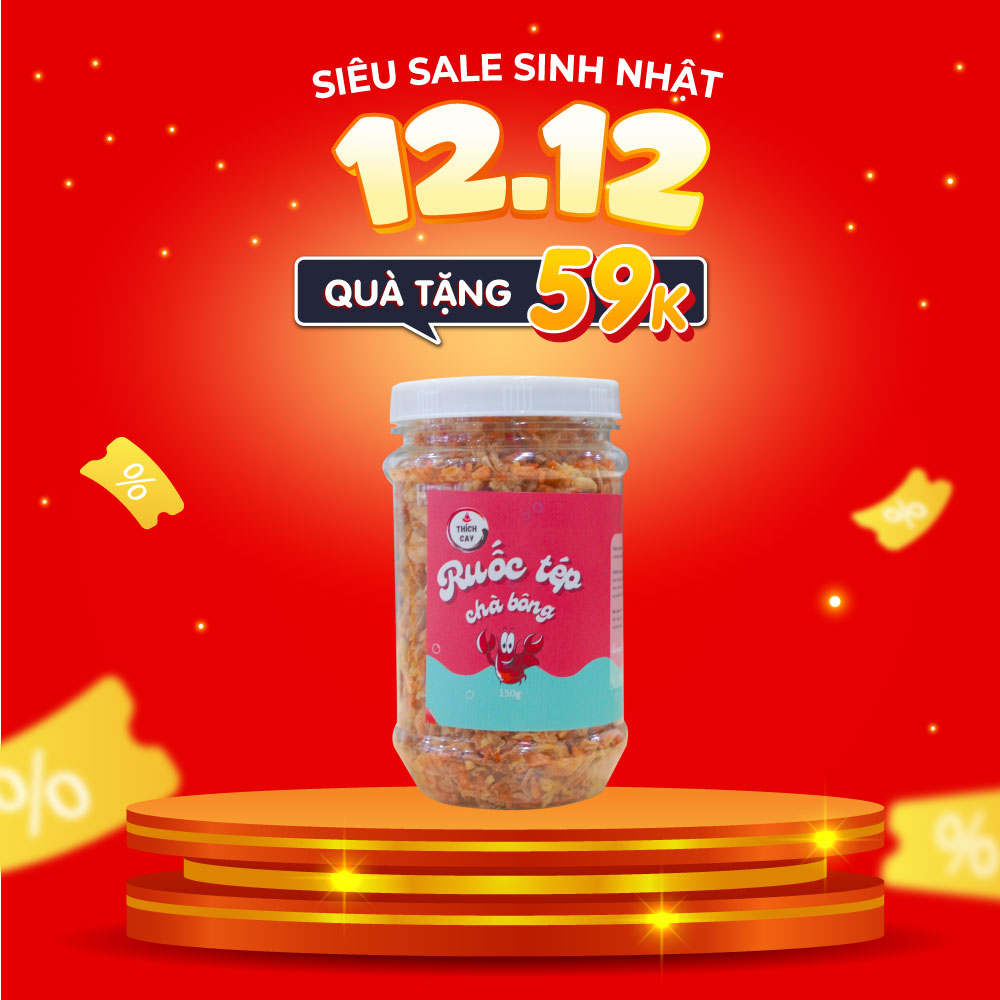 SIÊU SALE SINH NHẬT
12.12
QUÀ TẶNG 59K
THÍCH
CAY
Ruốc tép
chà bông
150g
%
%
%
%